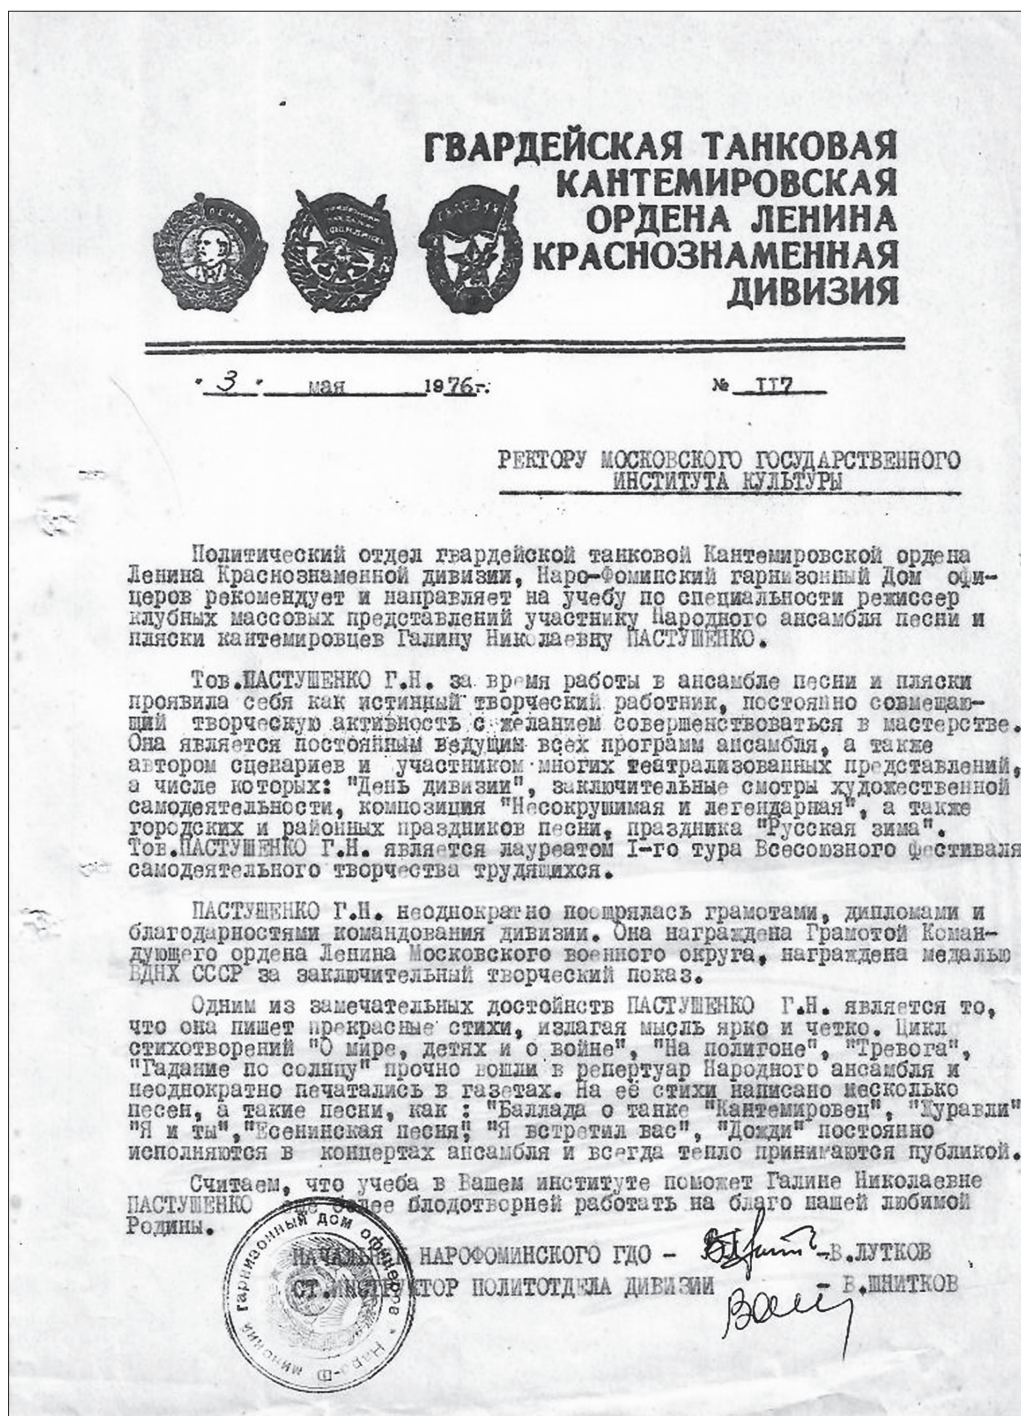 ГВАРДЕЙСКАЯ ТАНКОВАЯ
КАНТЕМИРОВСКАЯ
ОРДЕНА ЛЕНИНА
КРАСНОЗНАМЕННАЯ
ДИВИЗИЯ
"3" мая 1976г. № II7
РЕКТОРУ МОСКОВСКОГО ГОСУДАРСТВЕННОГО
ИНСТИТУТА КУЛЬТУРЫ
Политический отдел гвардейской танковой Кантемировской ордена
Ленина Краснознаменной дивизии, Наро-Фоминский гарнизонный Дом офи-
церов рекомендует и направляет на учебу по специальности режиссер
клубных массовых представлений участнику Народного ансамбля песни и
пляски кантемировцев Галину Николаевну ПАСТУШЕНКО.
Тов.ПАСТУШЕНКО Г.Н. за время работы в ансамбле песни и пляски
проявила себя как истинный творческий работник, постоянно совмещаю-
щий творческую активность с желанием совершенствоваться в мастерстве.
Она является постоянным ведущим всех программ ансамбля, а также
автором сценариев и участником многих театрализованных представлений,
а числе которых: "День дивизии", заключительные смотры художественной
самодеятельности, композиция "Несокрушимая и легендарная", а также
городских и районных праздников песни, праздника "Русская зима".
Тов.ПАСТУШЕНКО Г.Н. является лауреатом I-го тура Всесоюзного фестиваля
самодеятельного творчества трудящихся.
ПАСТУШЕНКО Г.Н. неоднократно поощрялась грамотами, дипломами и
благодарностями командования дивизии. Она награждена Грамотой Коман-
дующего ордена Ленина Московского военного округа, награждена медалью
ВДНХ СССР за заключительный творческий показ.
Одним из замечательных достоинств ПАСТУШЕНКО Г.Н. является то,
что она пишет прекрасные стихи, излагая мысль ярко и четко. Цикл
стихотворений "О мире, детях и о войне", "На полигоне", "Тревога",
"Гадание по солнцу" прочно вошли в репертуар Народного ансамбля и
неоднократно печатались в газетах. На её стихи написано несколько
песен, а такие песни, как : "Баллада о танке "Кантемировец", "Журавли"
"Я и ты","Есенинская песня", "Я встретил вас", "Дожди" постоянно
исполняются в концертах ансамбля и всегда тепло принимаются публикой.
Считаем, что учеба в Вашем институте поможет Галине Николаевне
ПАСТУШЕНКО еще более блодотворней работать на благо нашей любимой
Родины.
НАЧАЛЬНИК НАРОФОМИНСКОГО ГДО - -В.ЛУТКОВ
СТ.ИНСТРУКТОР ПОЛИТОТДЕЛА ДИВИЗИИ - В.ШНИТКОВ
гарнизонный дом офицеров * Наро-Фоминский